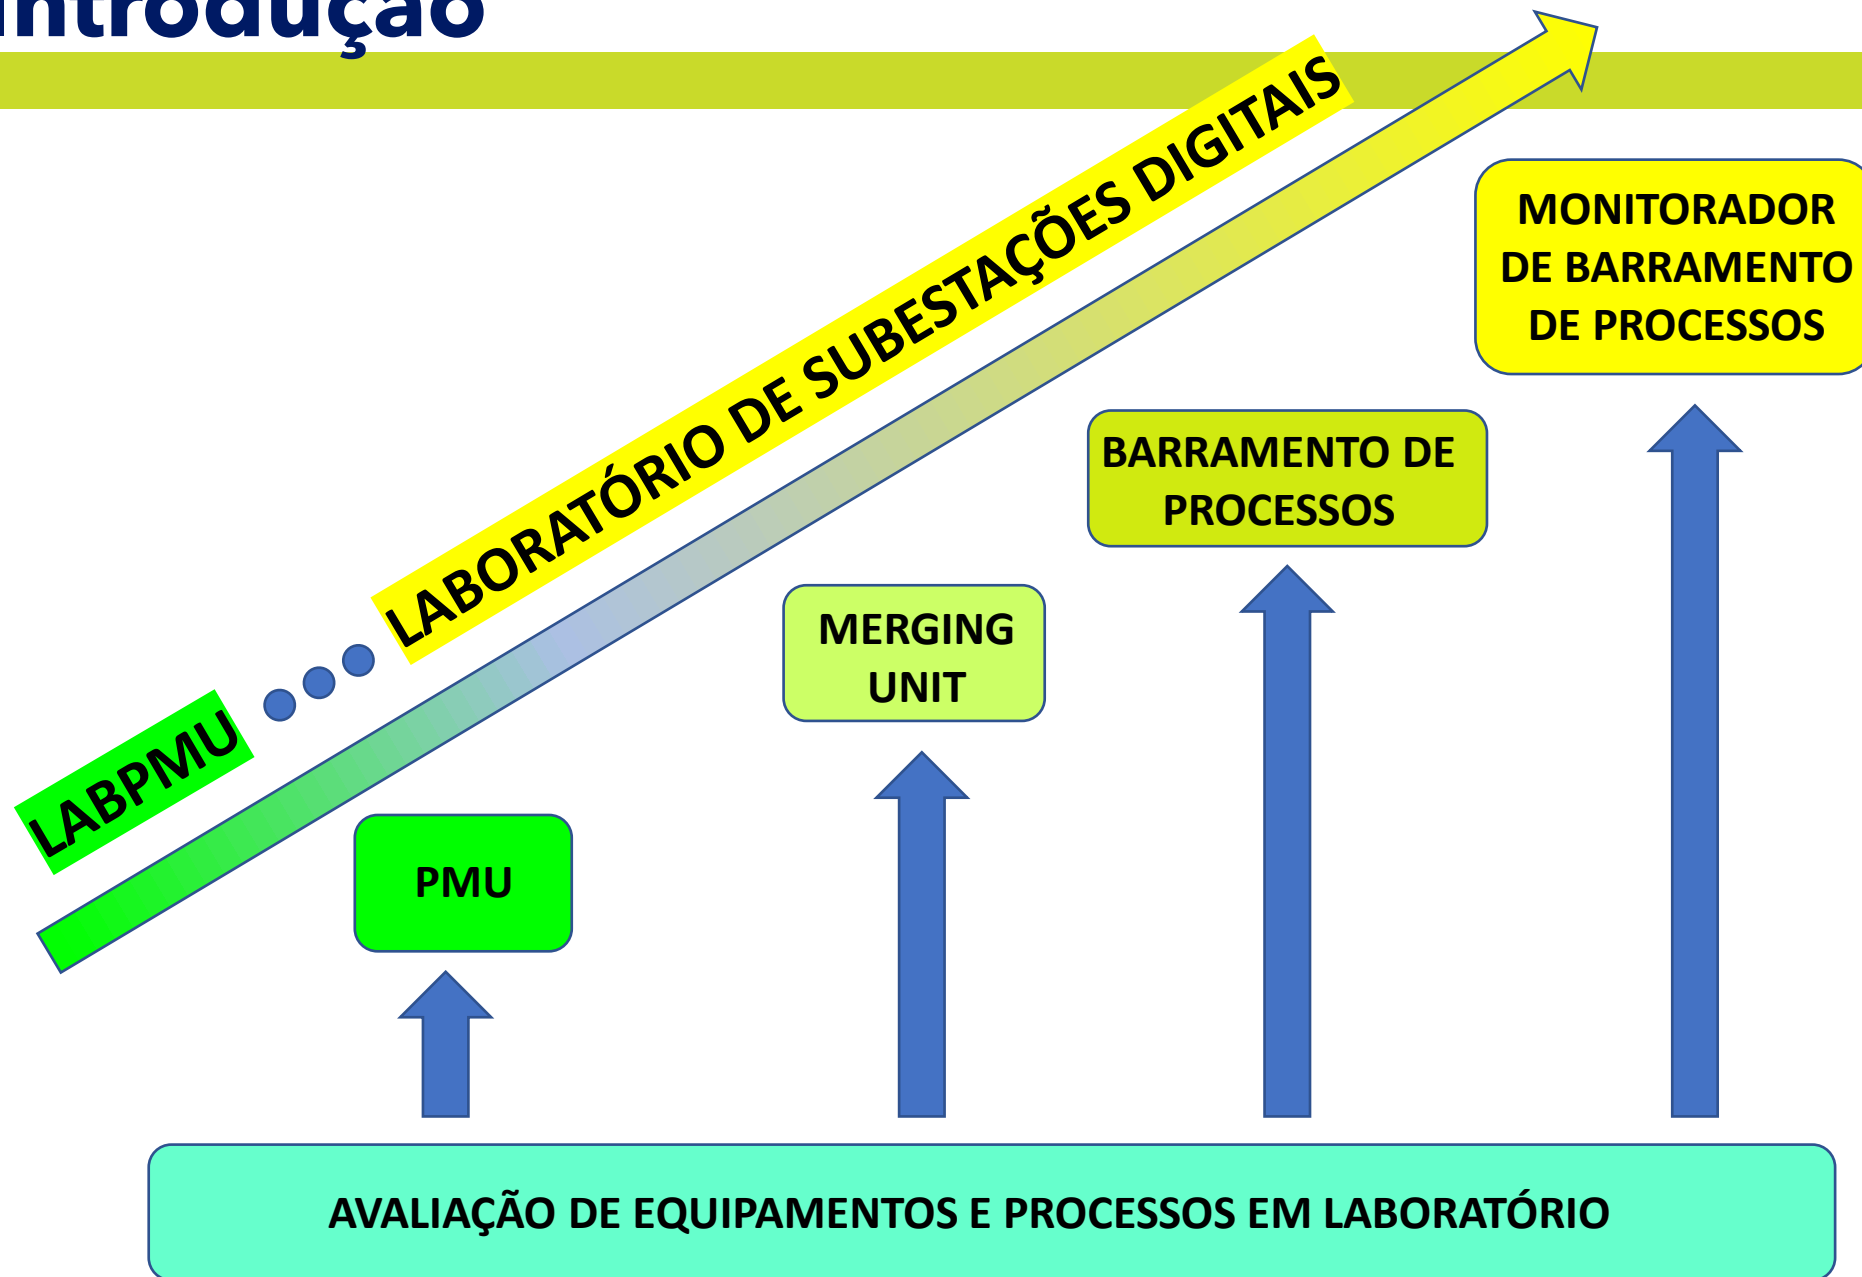 Introdução
LABORATÓRIO DE SUBESTAÇÕES DIGITAIS
LABPMU
MONITORADOR
DE BARRAMENTO
DE PROCESSOS
BARRAMENTO DE
PROCESSOS
MERGING
UNIT
PMU
AVALIAÇÃO DE EQUIPAMENTOS E PROCESSOS EM LABORATÓRIO